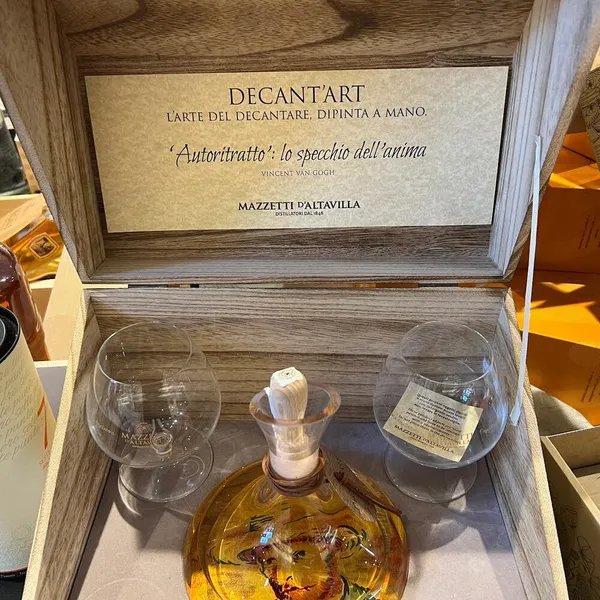 DECANT'ART
L'ARTE DEL DECANTARE, DIPINTA A MANO.
'Autoritratto': lo specchio dell'anima
VINCENT VAN GOGH
MAZZETTI D'ALTAVILLA
DISTILLATORI DAL 1846
MAZZETTI
D'ALTAVILLA
MAZZETTI D'ALTAVILLA